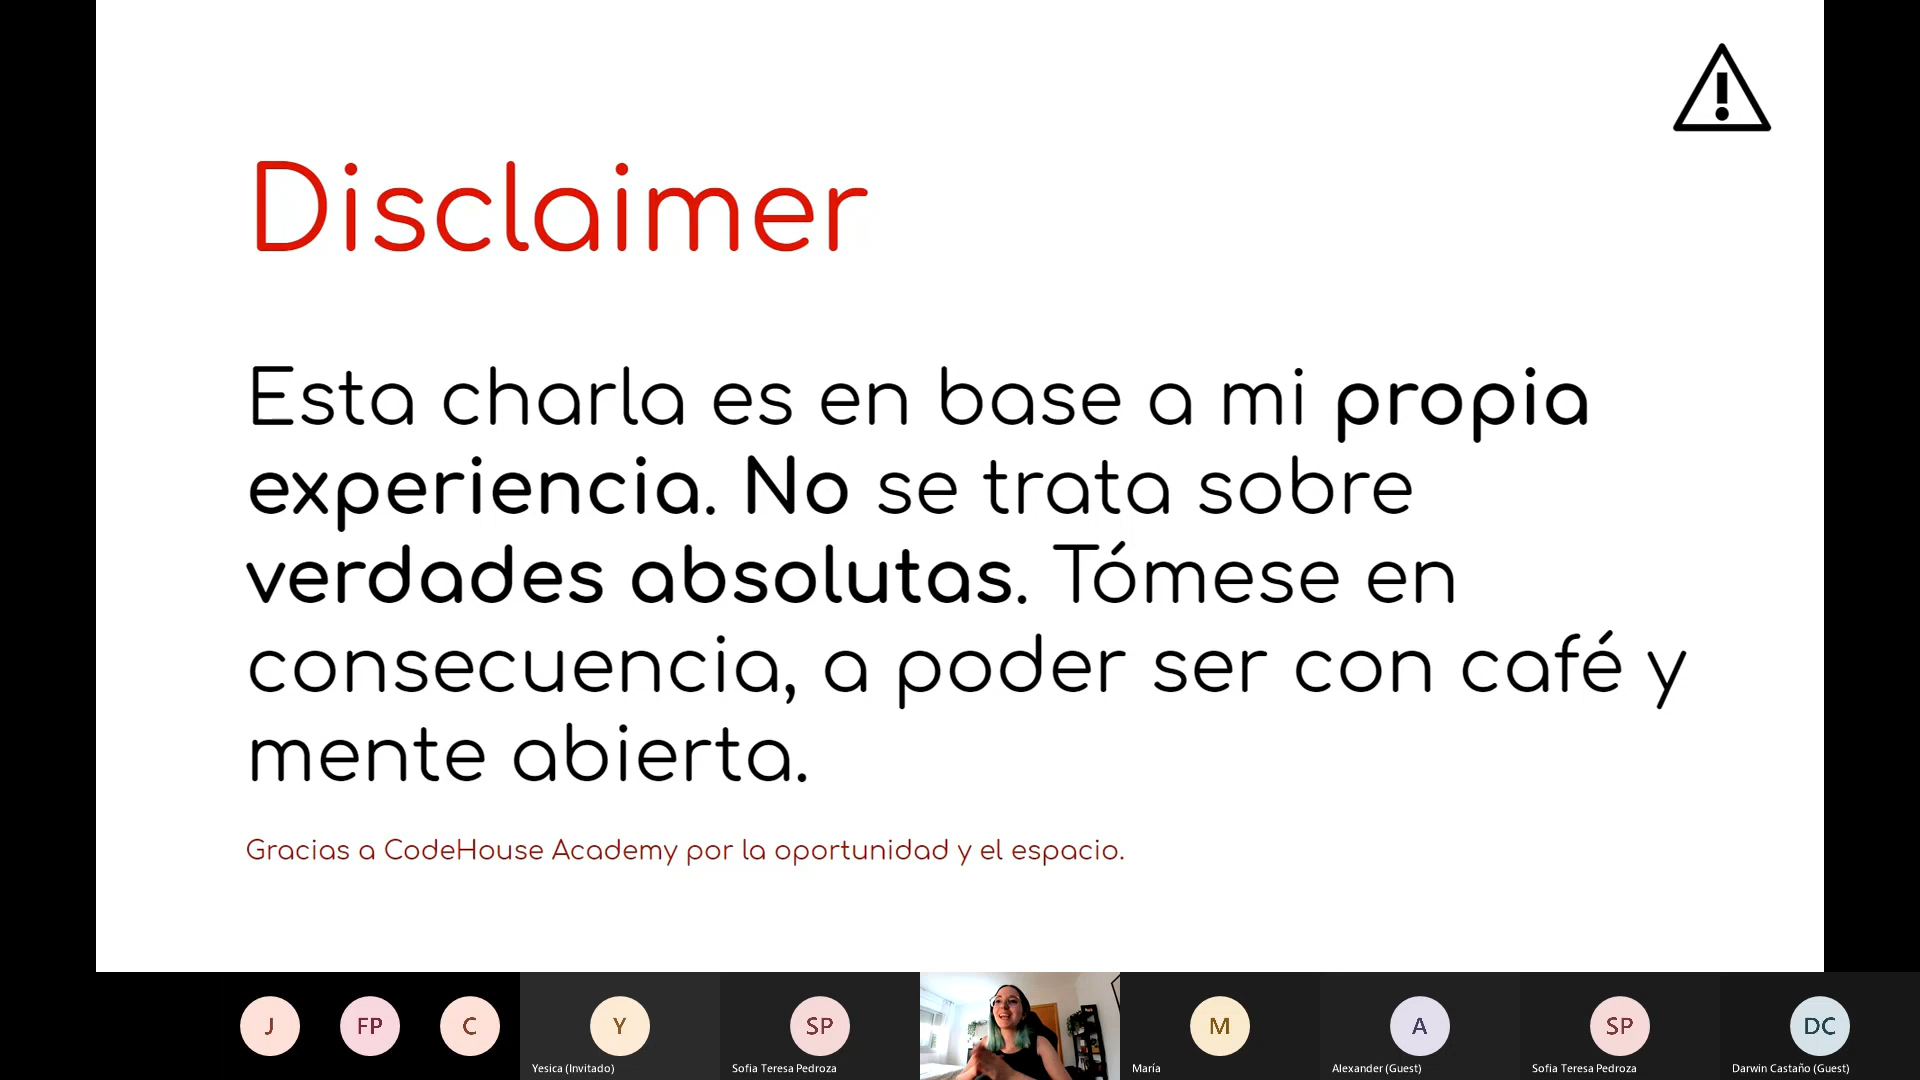 Disclaimer
Esta charla es en base a mi propia
experiencia. No se trata sobre
verdades absolutas. Tómese en
consecuencia, a poder ser con café y
mente abierta.
Gracias a CodeHouse Academy por la oportunidad y el espacio.
J
FP
C
Y
SP
M
A
SP
DC
Yesica (Invitado)
Sofia Teresa Pedroza
María
Alexander (Guest)
Sofia Teresa Pedroza
Darwin Castaño (Guest)